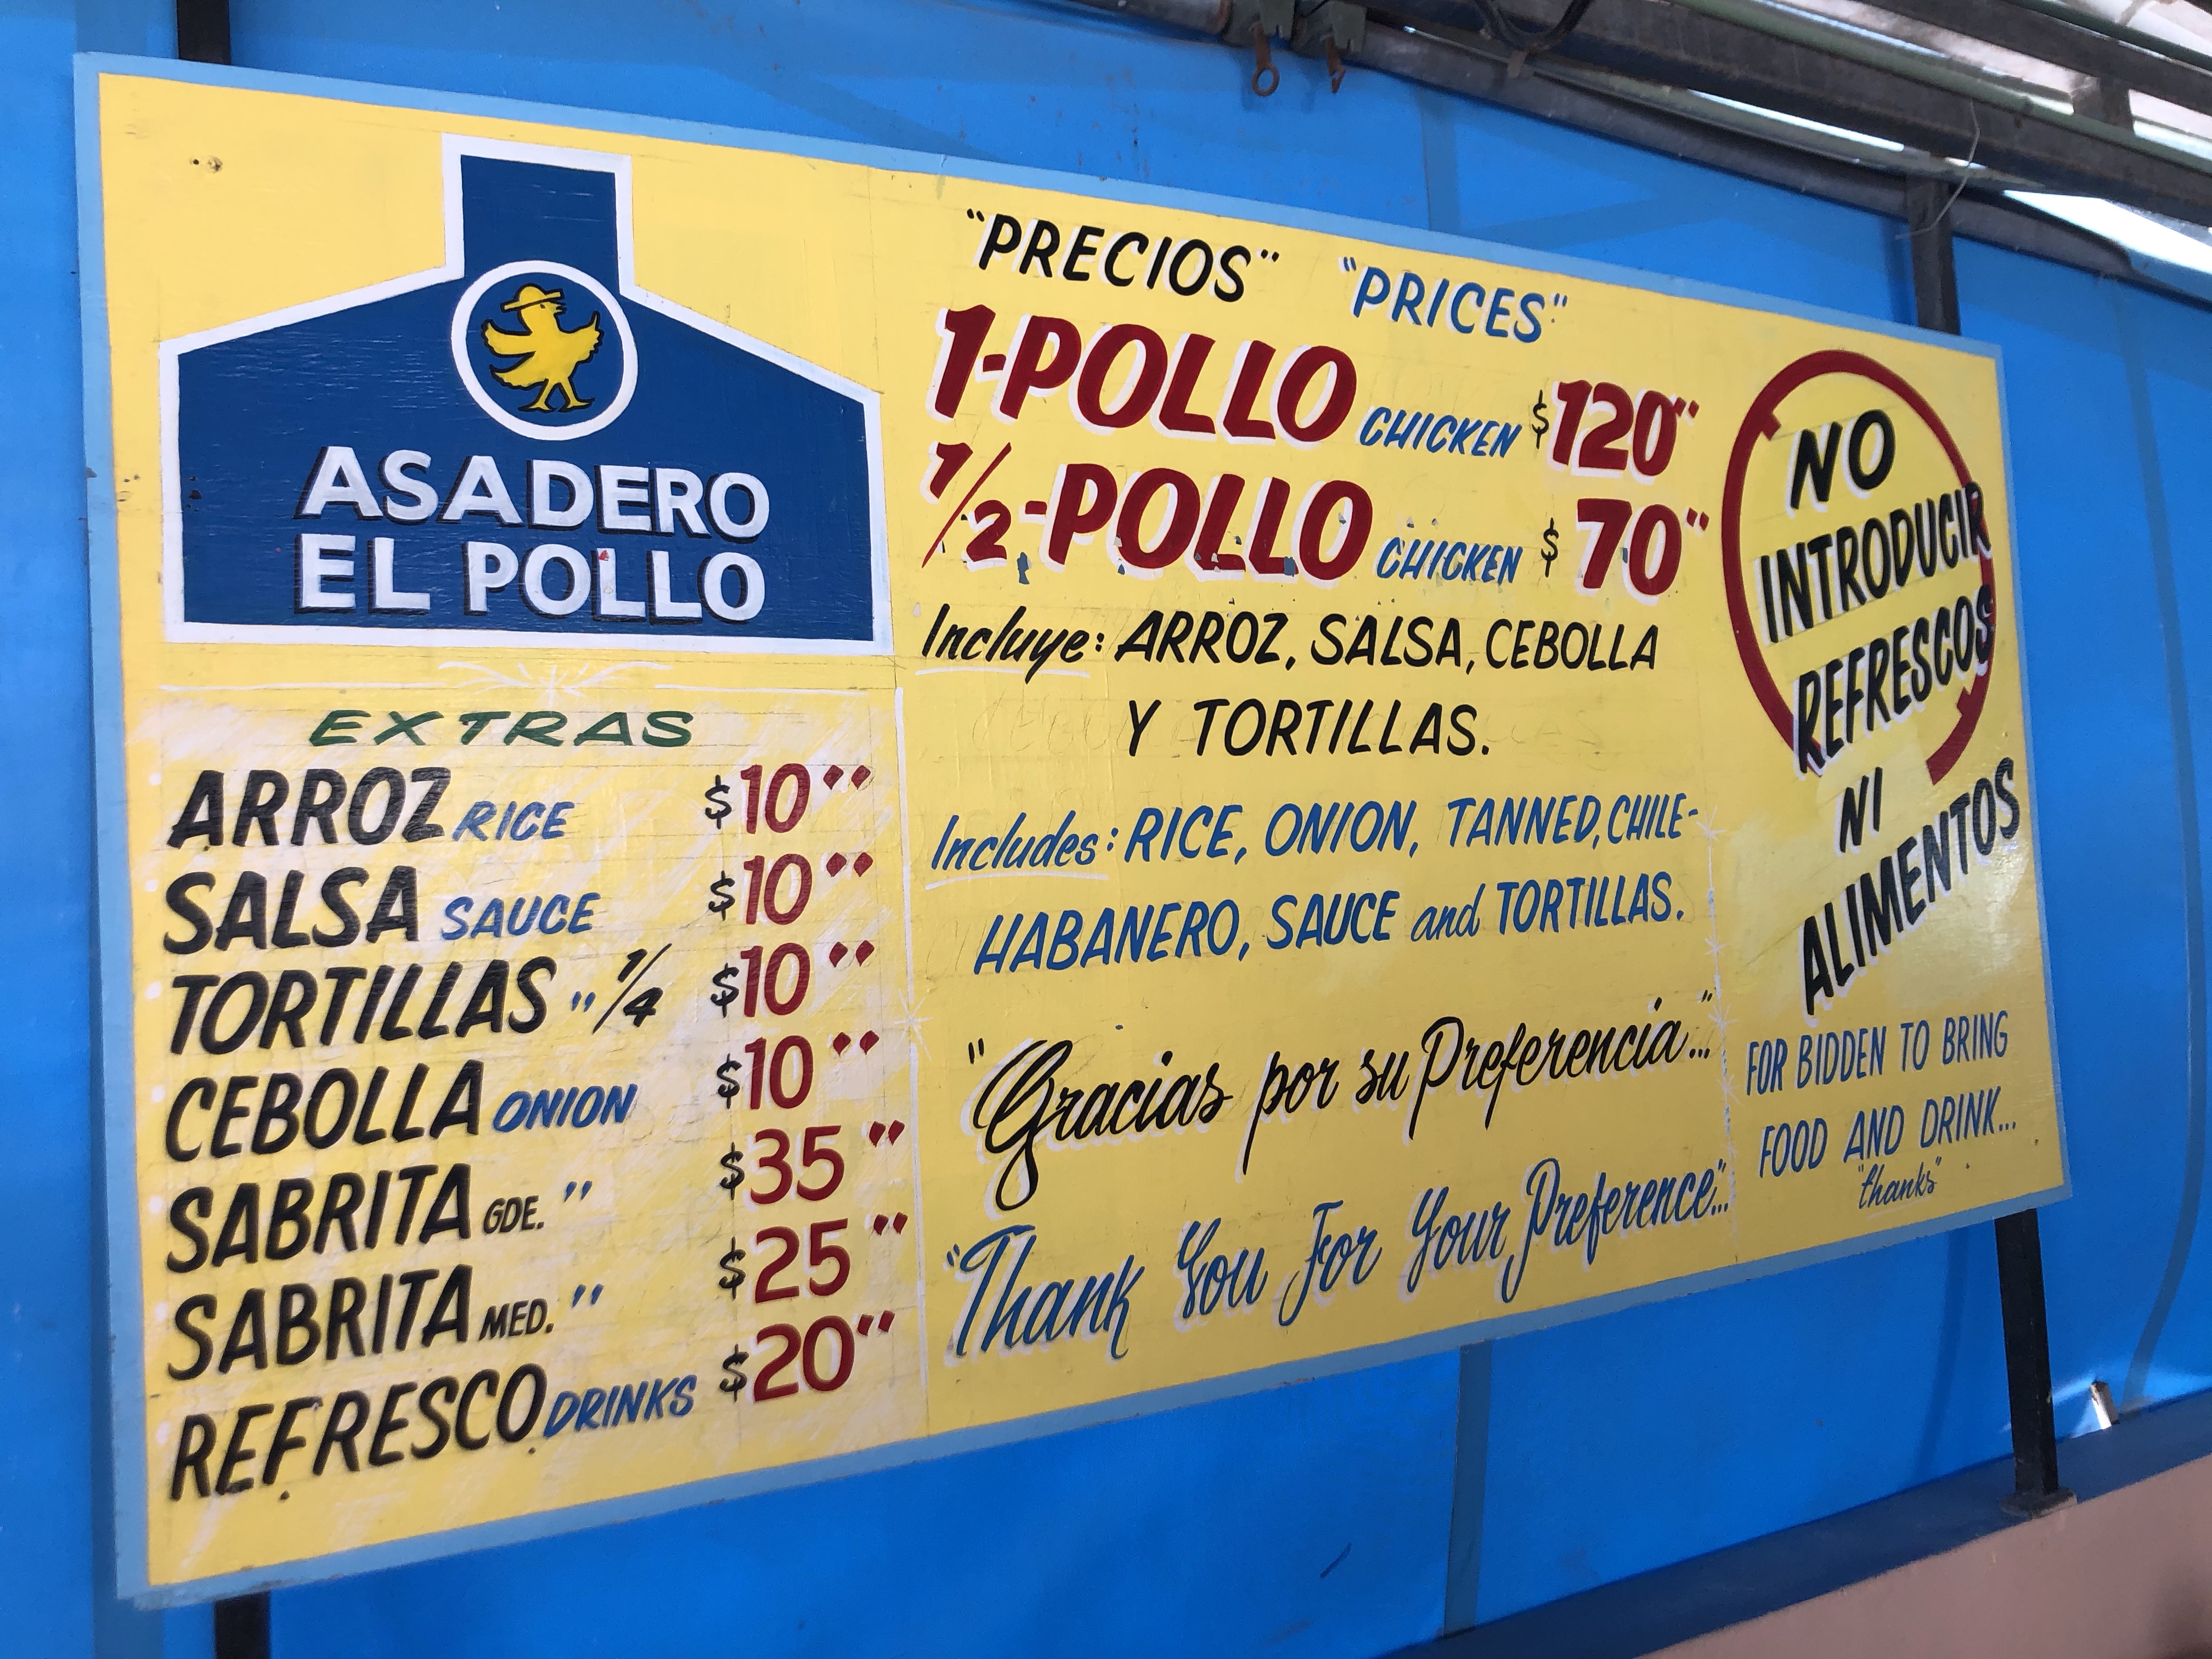 ASADERO
EL POLLO
EXTRAS
ARROZ RICE $10"
SALSA SAUCE $10"
TORTILLAS " 1/4 $10"
CEBOLLA ONION $10"
SABRITA GDE. " $35"
SABRITA MED. " $25"
REFRESCO DRINKS $20"
"PRECIOS" "PRICES"
1-POLLO CHICKEN $120"
1/2-POLLO CHICKEN $70"
Incluye: ARROZ, SALSA, CEBOLLA
Y TORTILLAS.
Includes: RICE, ONION, TANNED, CHILE-
HABANERO, SAUCE and TORTILLAS.
"Gracias por su Preferencia..."
"Thank You For Your Preference..."
NO
INTRODUCIR
REFRESCOS
NI
ALIMENTOS
FOR BIDDEN TO BRING
FOOD AND DRINK...
"thanks"